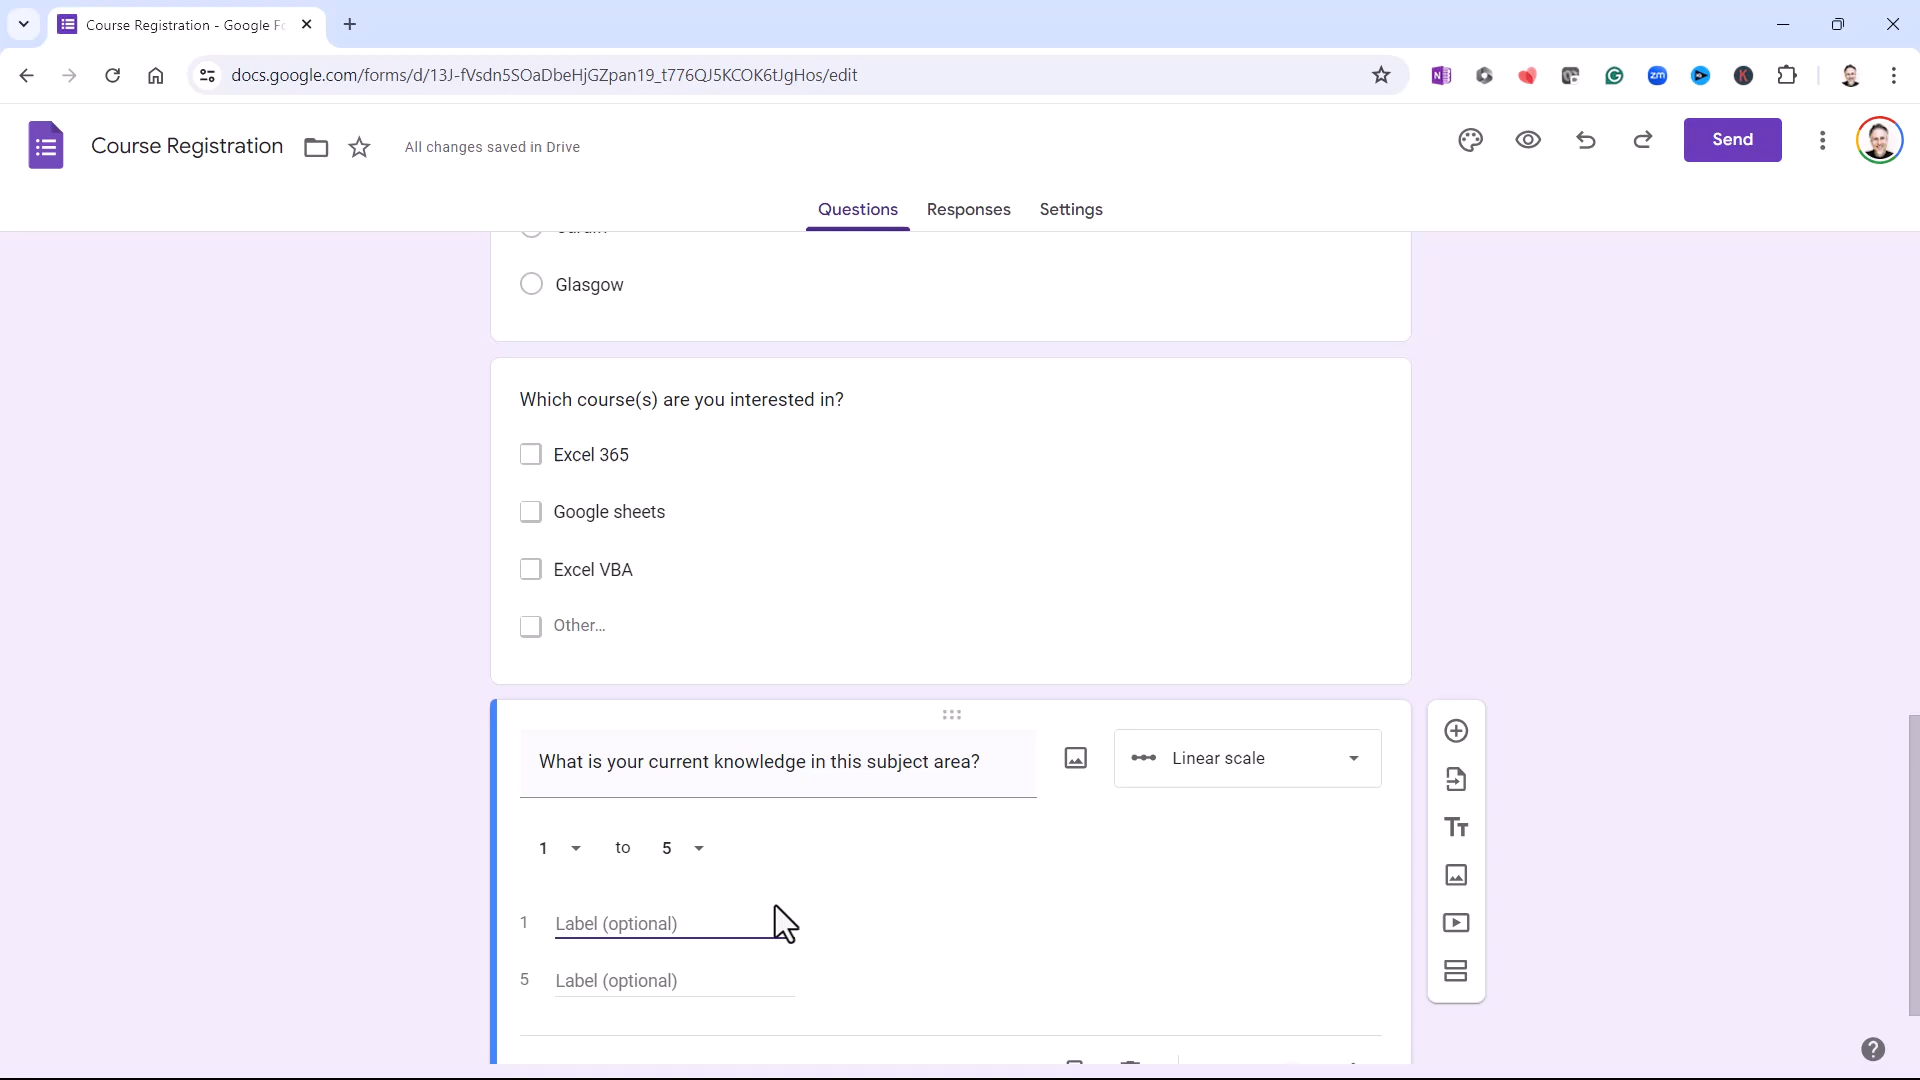 Course Registration - Google Fo
docs.google.com/forms/d/13J-fVsdn5SOaDbeHjGZpan19_t776QJ5KCOK6tJgHos/edit
Course Registration
All changes saved in Drive
Send
Questions
Responses
Settings
Glasgow
Which course(s) are you interested in?
Excel 365
Google sheets
Excel VBA
Other...
What is your current knowledge in this subject area?
Linear scale
1 to 5
1 Label (optional)
5 Label (optional)